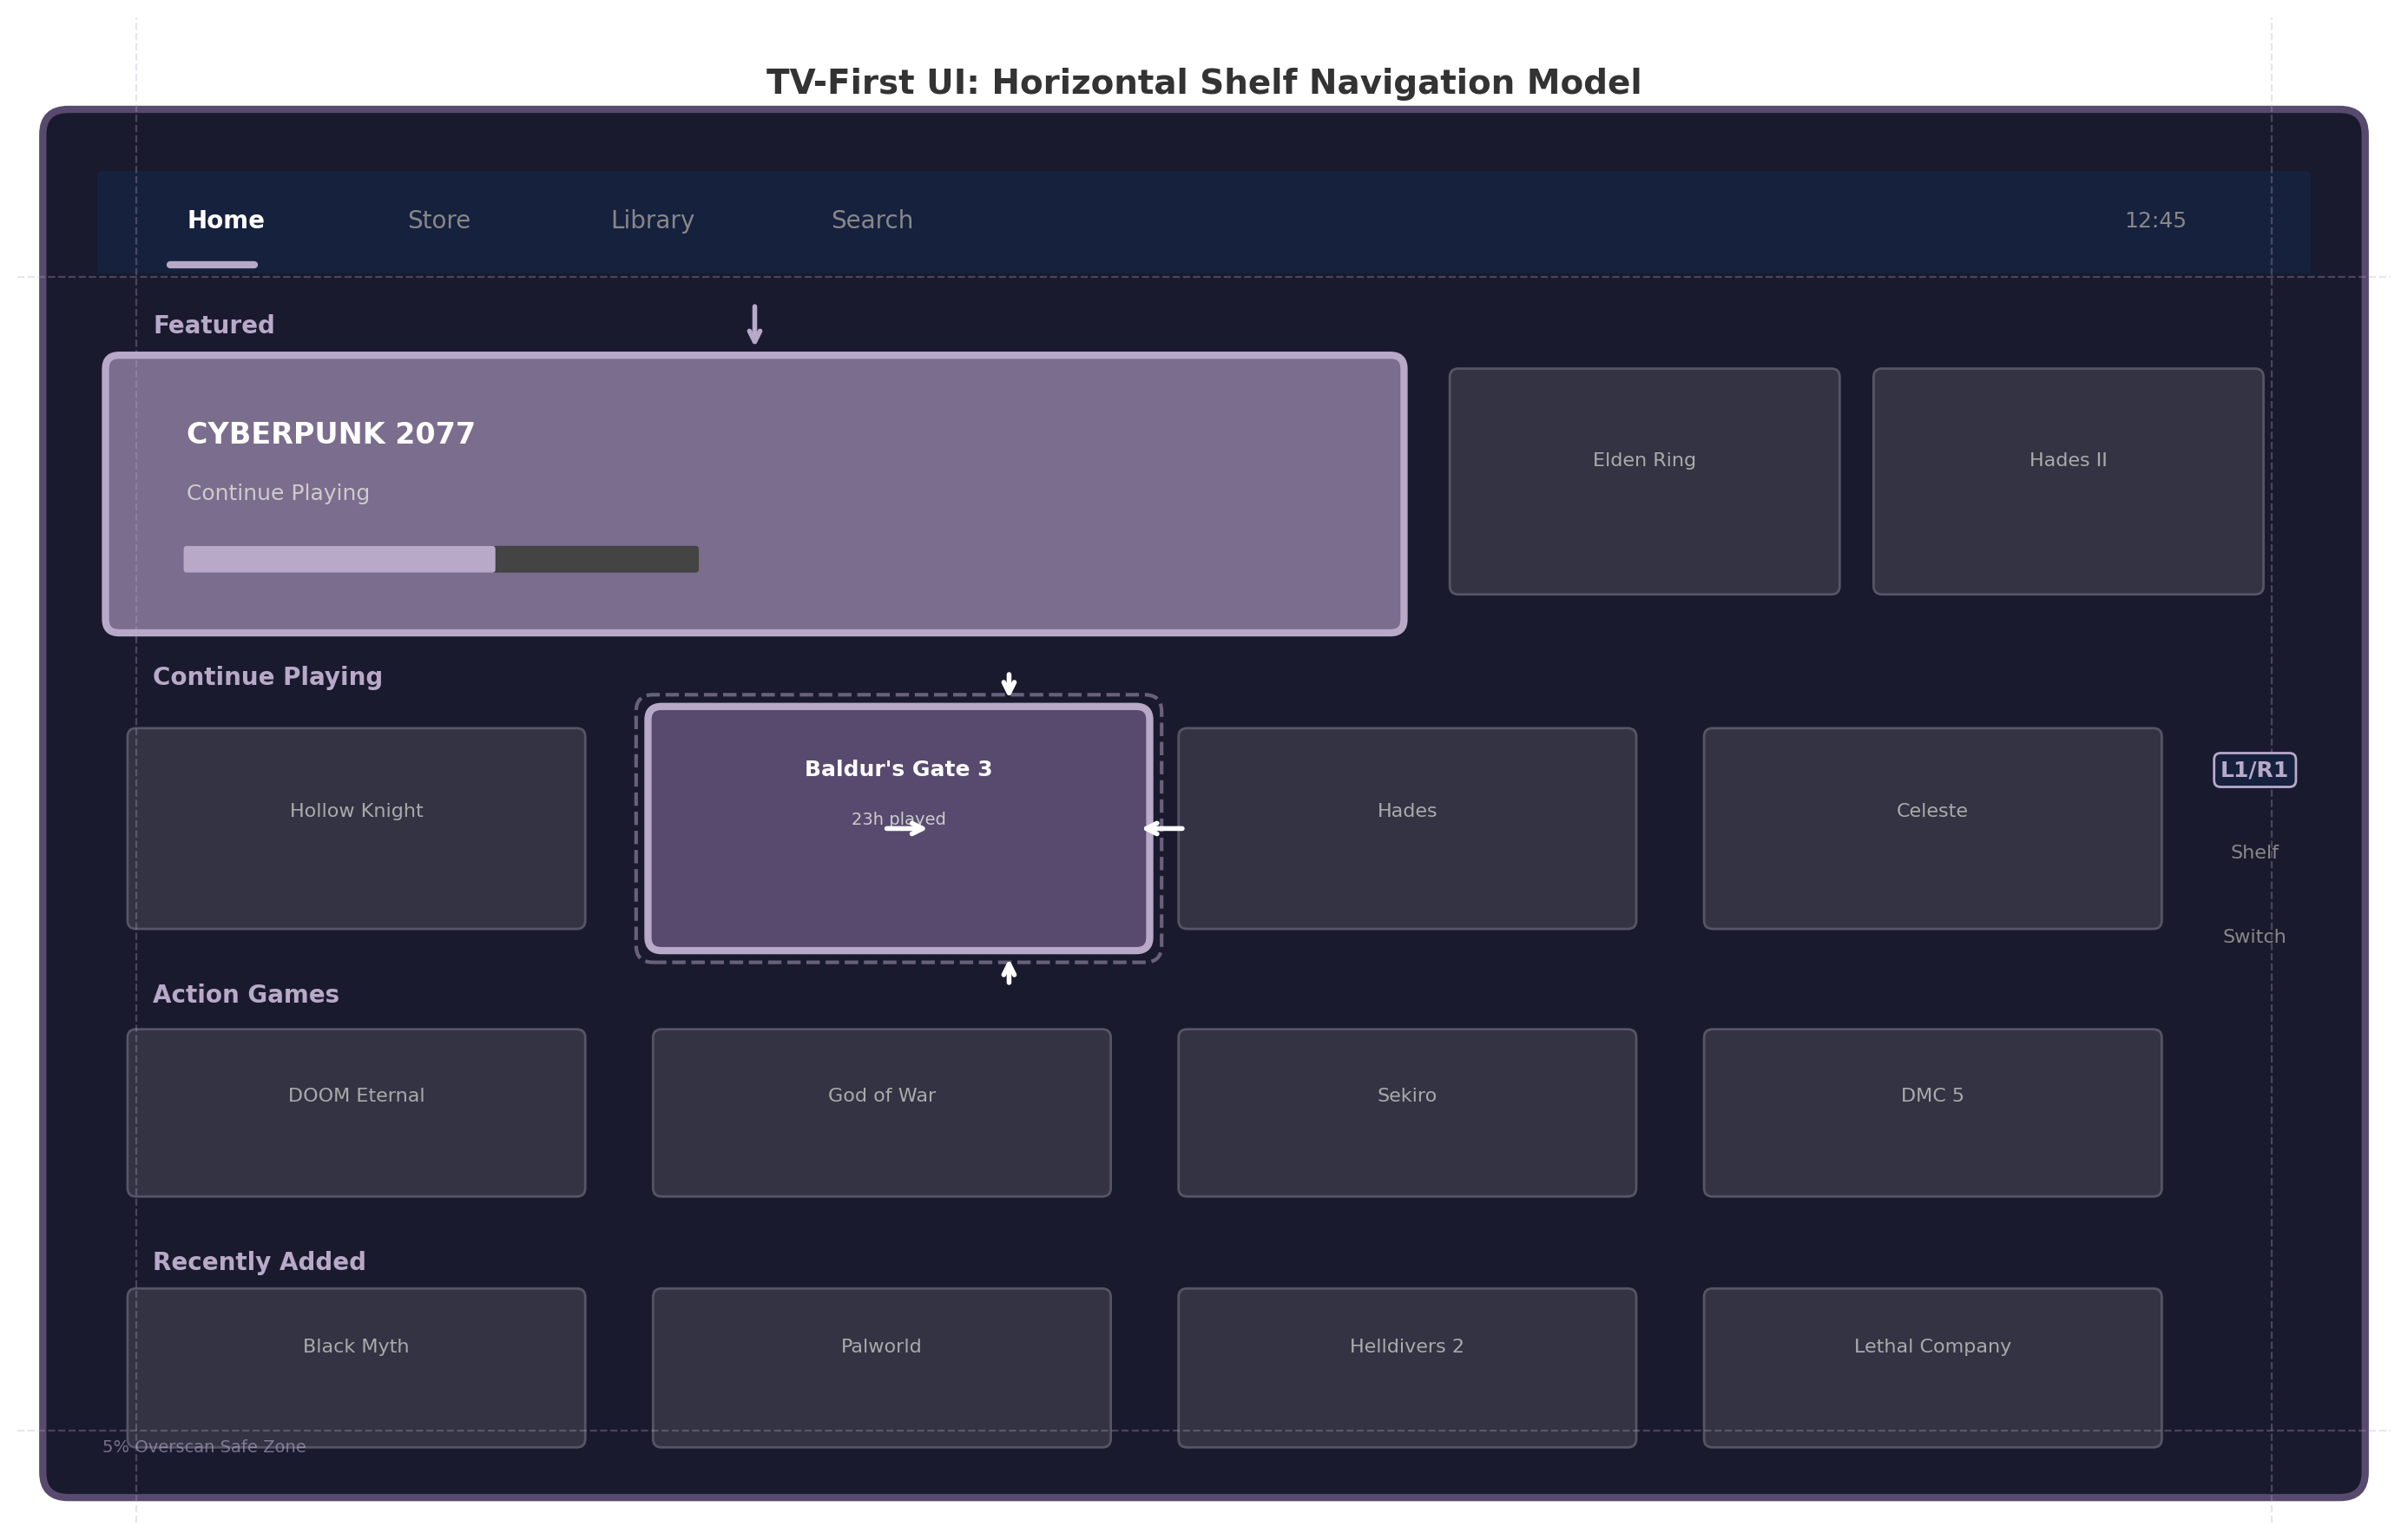 TV-First UI: Horizontal Shelf Navigation Model
Home Store Library Search 12:45
Featured
CYBERPUNK 2077
Continue Playing
Elden Ring
Hades II
Continue Playing
Hollow Knight
Baldur's Gate 3
23h played
Hades
Celeste
L1/R1
Shelf
Switch
Action Games
DOOM Eternal
God of War
Sekiro
DMC 5
Recently Added
Black Myth
Palworld
Helldivers 2
Lethal Company
5% Overscan Safe Zone